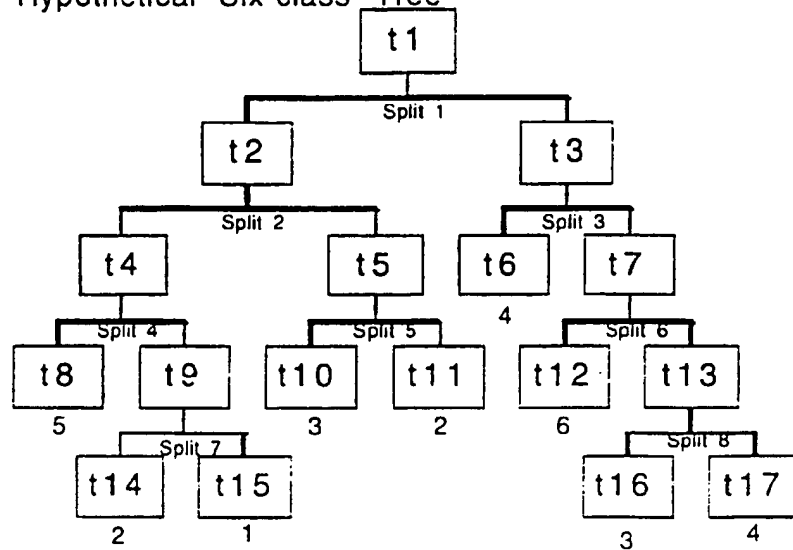 Hypothetical Six-class Tree
t1
Split 1
t2 t3
Split 2 Split 3
t4 t5 t6 t7
4
Split 4 Split 5 Split 6
t8 t9 t10 t11 t12 t13
5 3 2 6
Split 7 Split 8
t14 t15 t16 t17
2 1 3 4